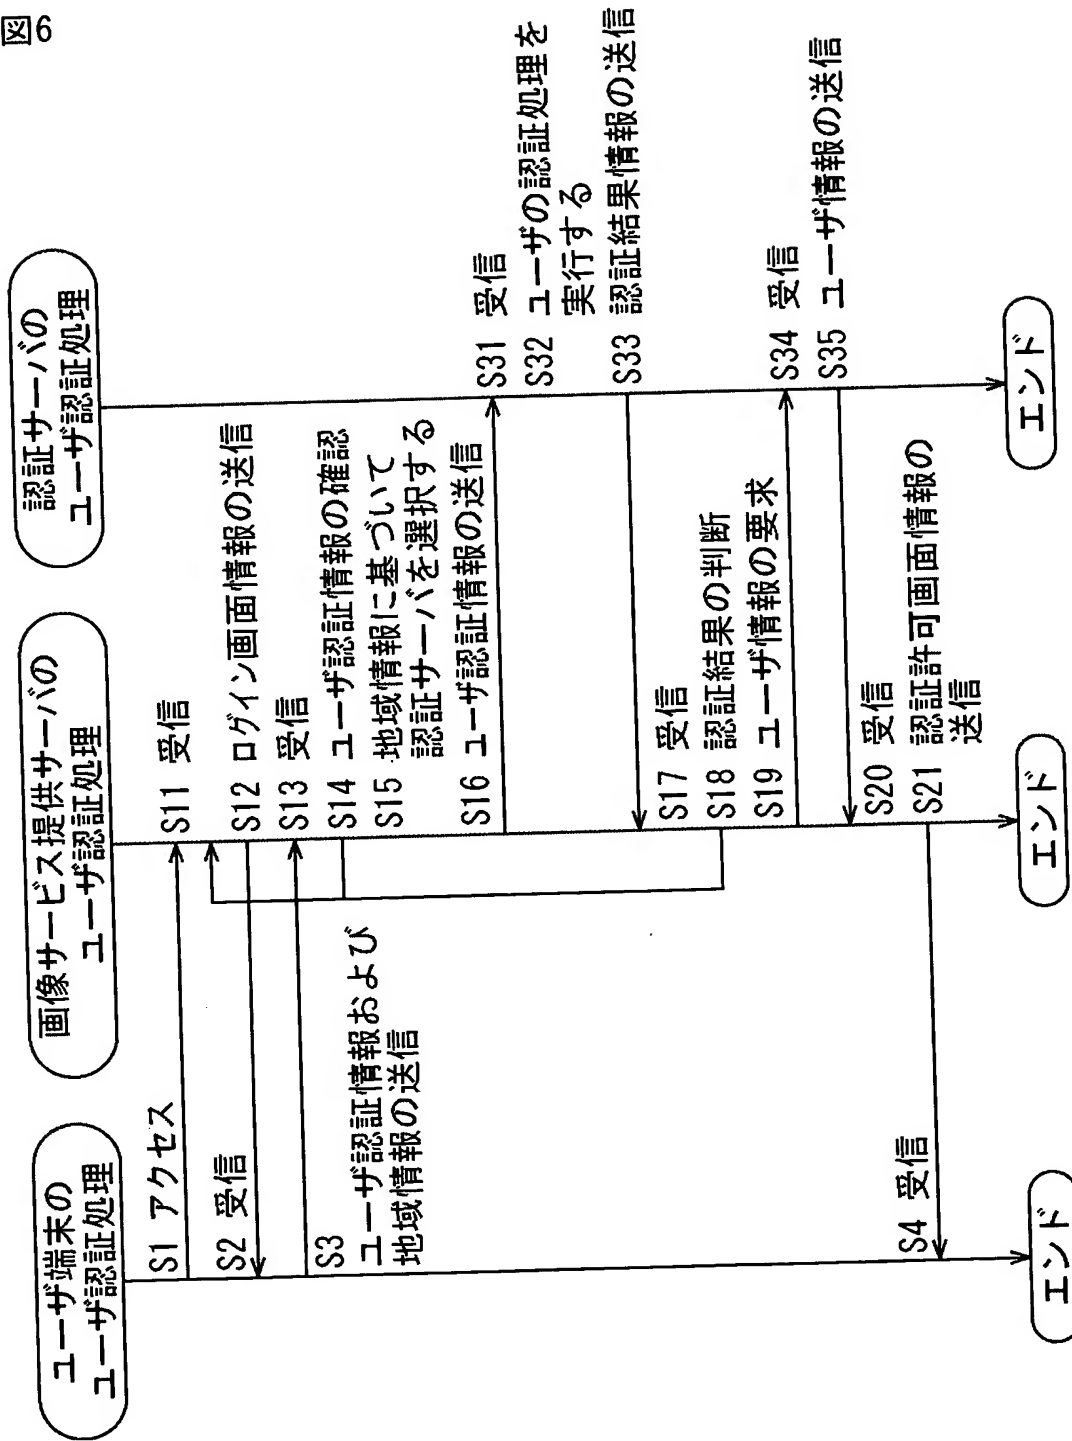 図6
ユーザ端末の
ユーザ認証処理
S1 アクセス
S2 受信
S3
ユーザ認証情報および
地域情報の送信
S4 受信
エンド
画像サービス提供サーバの
ユーザ認証処理
S11 受信
S12 ログイン画面情報の送信
S13 受信
S14 ユーザ認証情報の確認
S15 地域情報に基づいて
認証サーバを選択する
S16 ユーザ認証情報の送信
S17 受信
S18 認証結果の判断
S19 ユーザ情報の要求
S20 受信
S21 認証許可画面情報の
送信
エンド
認証サーバの
ユーザ認証処理
S31 受信
S32 ユーザの認証処理を
実行する
S33 認証結果情報の送信
S34 受信
S35 ユーザ情報の送信
エンド